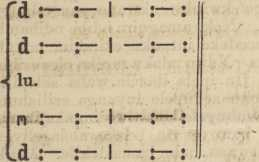 d :— :— | — :— :—
d :— :— | — :— :—
lu.
m :— :— | — :— :—
d :— :— | — :— :—